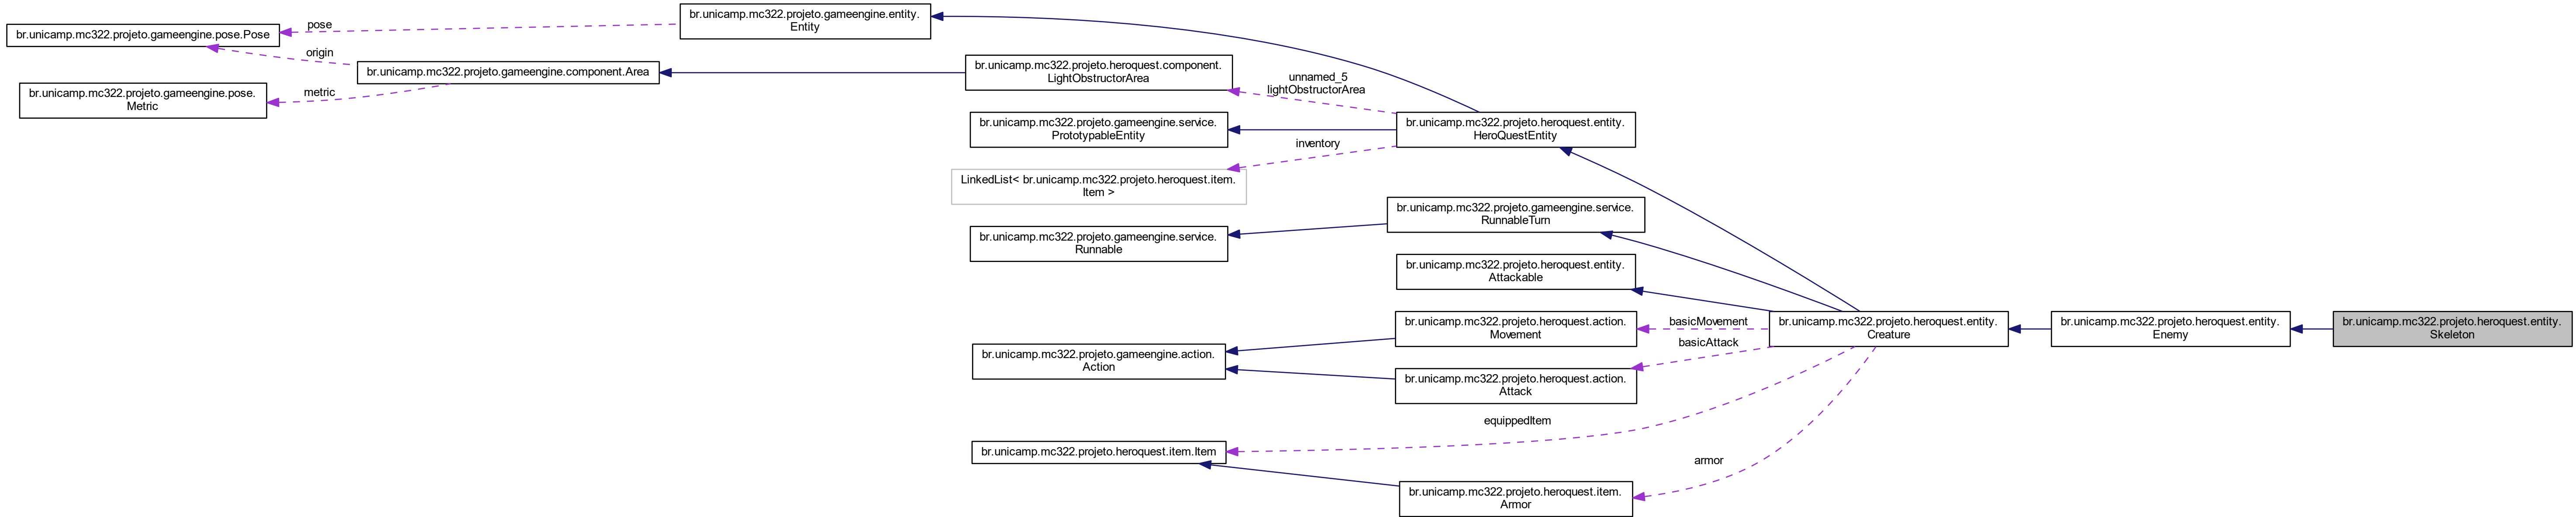 br.unicamp.mc322.projeto.gameengine.pose.Pose
br.unicamp.mc322.projeto.gameengine.pose.
Metric
pose
origin
metric
br.unicamp.mc322.projeto.gameengine.component.Area
br.unicamp.mc322.projeto.gameengine.entity.
Entity
br.unicamp.mc322.projeto.heroquest.component.
LightObstructorArea
br.unicamp.mc322.projeto.gameengine.service.
PrototypableEntity
LinkedList< br.unicamp.mc322.projeto.heroquest.item.
Item >
br.unicamp.mc322.projeto.gameengine.service.
Runnable
br.unicamp.mc322.projeto.gameengine.action.
Action
br.unicamp.mc322.projeto.heroquest.item.Item
unnamed_5
lightObstructorArea
inventory
br.unicamp.mc322.projeto.heroquest.entity.
HeroQuestEntity
br.unicamp.mc322.projeto.gameengine.service.
RunnableTurn
br.unicamp.mc322.projeto.heroquest.entity.
Attackable
br.unicamp.mc322.projeto.heroquest.action.
Movement
br.unicamp.mc322.projeto.heroquest.action.
Attack
equippedItem
br.unicamp.mc322.projeto.heroquest.item.
Armor
basicMovement
basicAttack
armor
br.unicamp.mc322.projeto.heroquest.entity.
Creature
br.unicamp.mc322.projeto.heroquest.entity.
Enemy
br.unicamp.mc322.projeto.heroquest.entity.
Skeleton